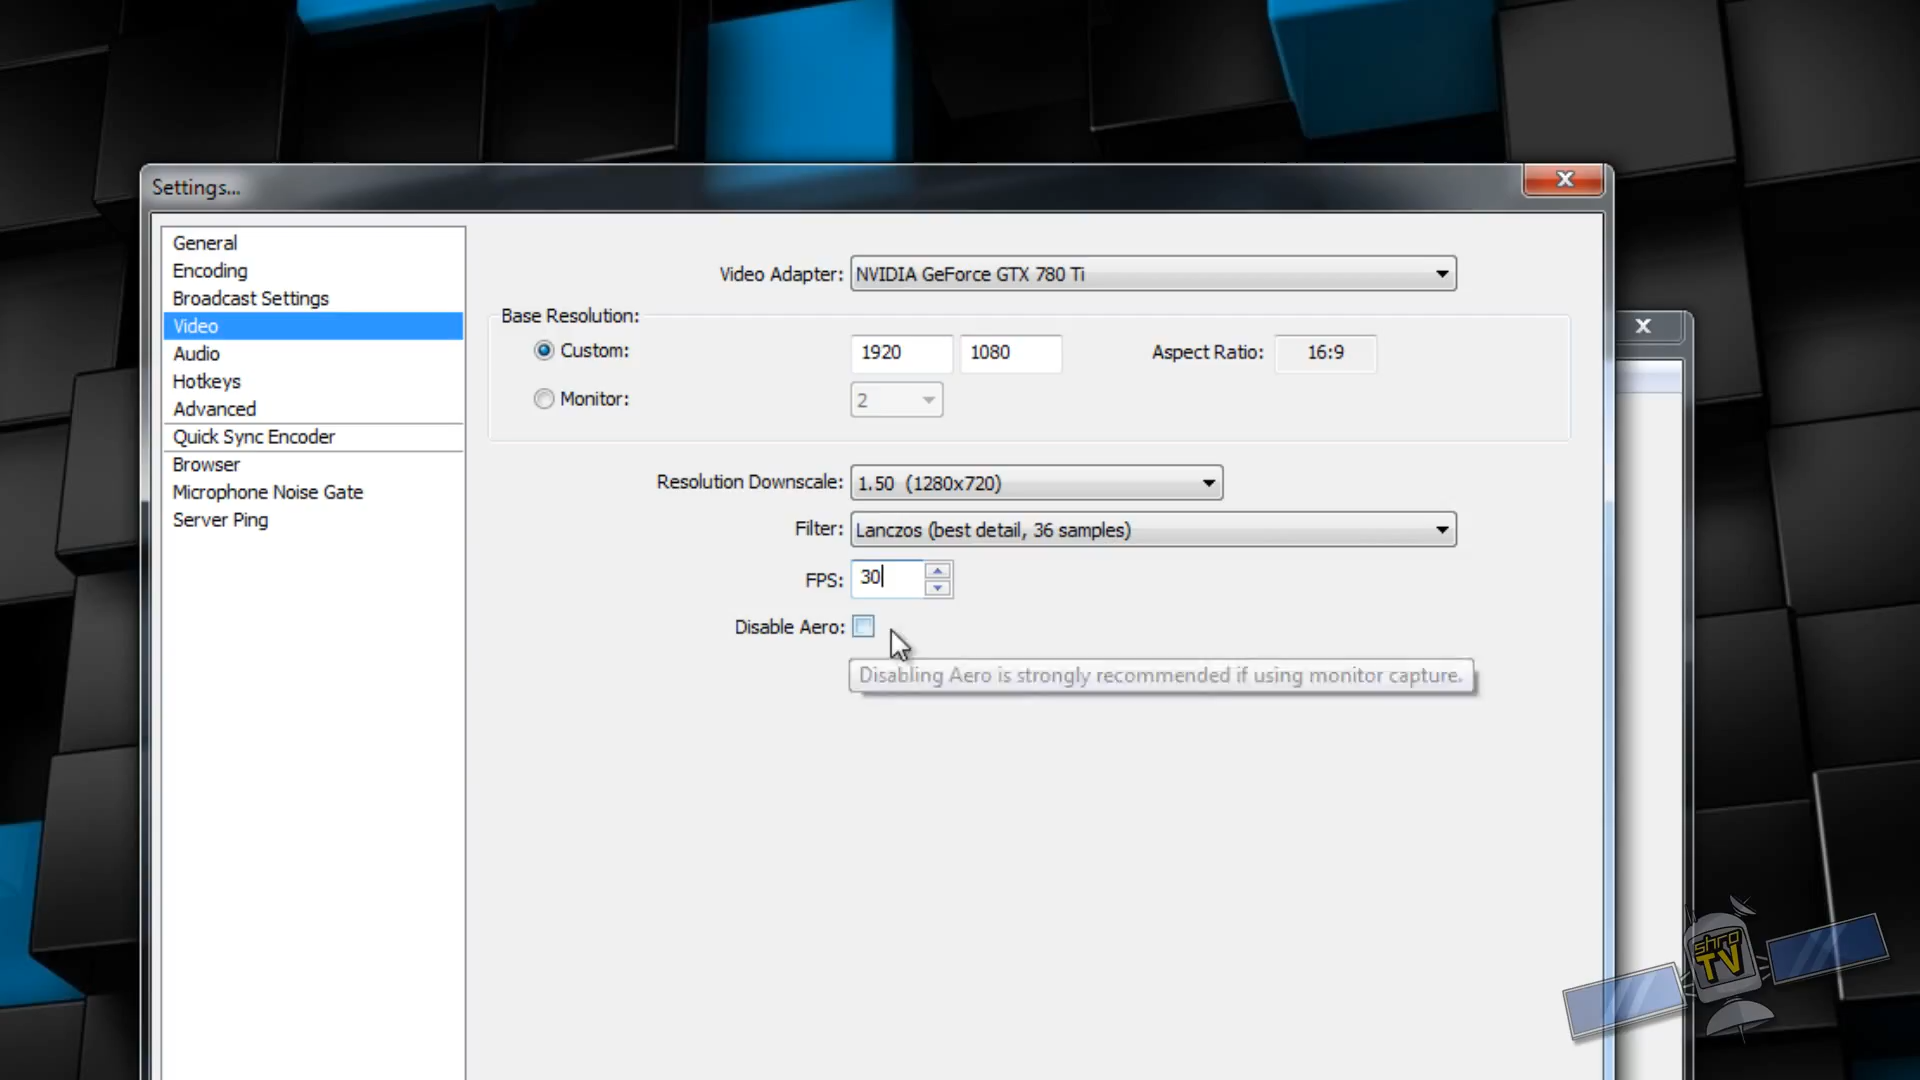 Settings...
General
Encoding
Broadcast Settings
Video
Audio
Hotkeys
Advanced
Quick Sync Encoder
Browser
Microphone Noise Gate
Server Ping
Video Adapter: NVIDIA GeForce GTX 780 Ti
Base Resolution:
Custom: 1920 1080 Aspect Ratio: 16:9
Monitor: 2
Resolution Downscale: 1.50 (1280x720)
Filter: Lanczos (best detail, 36 samples)
FPS: 30
Disable Aero:
Disabling Aero is strongly recommended if using monitor capture.
shro
TV